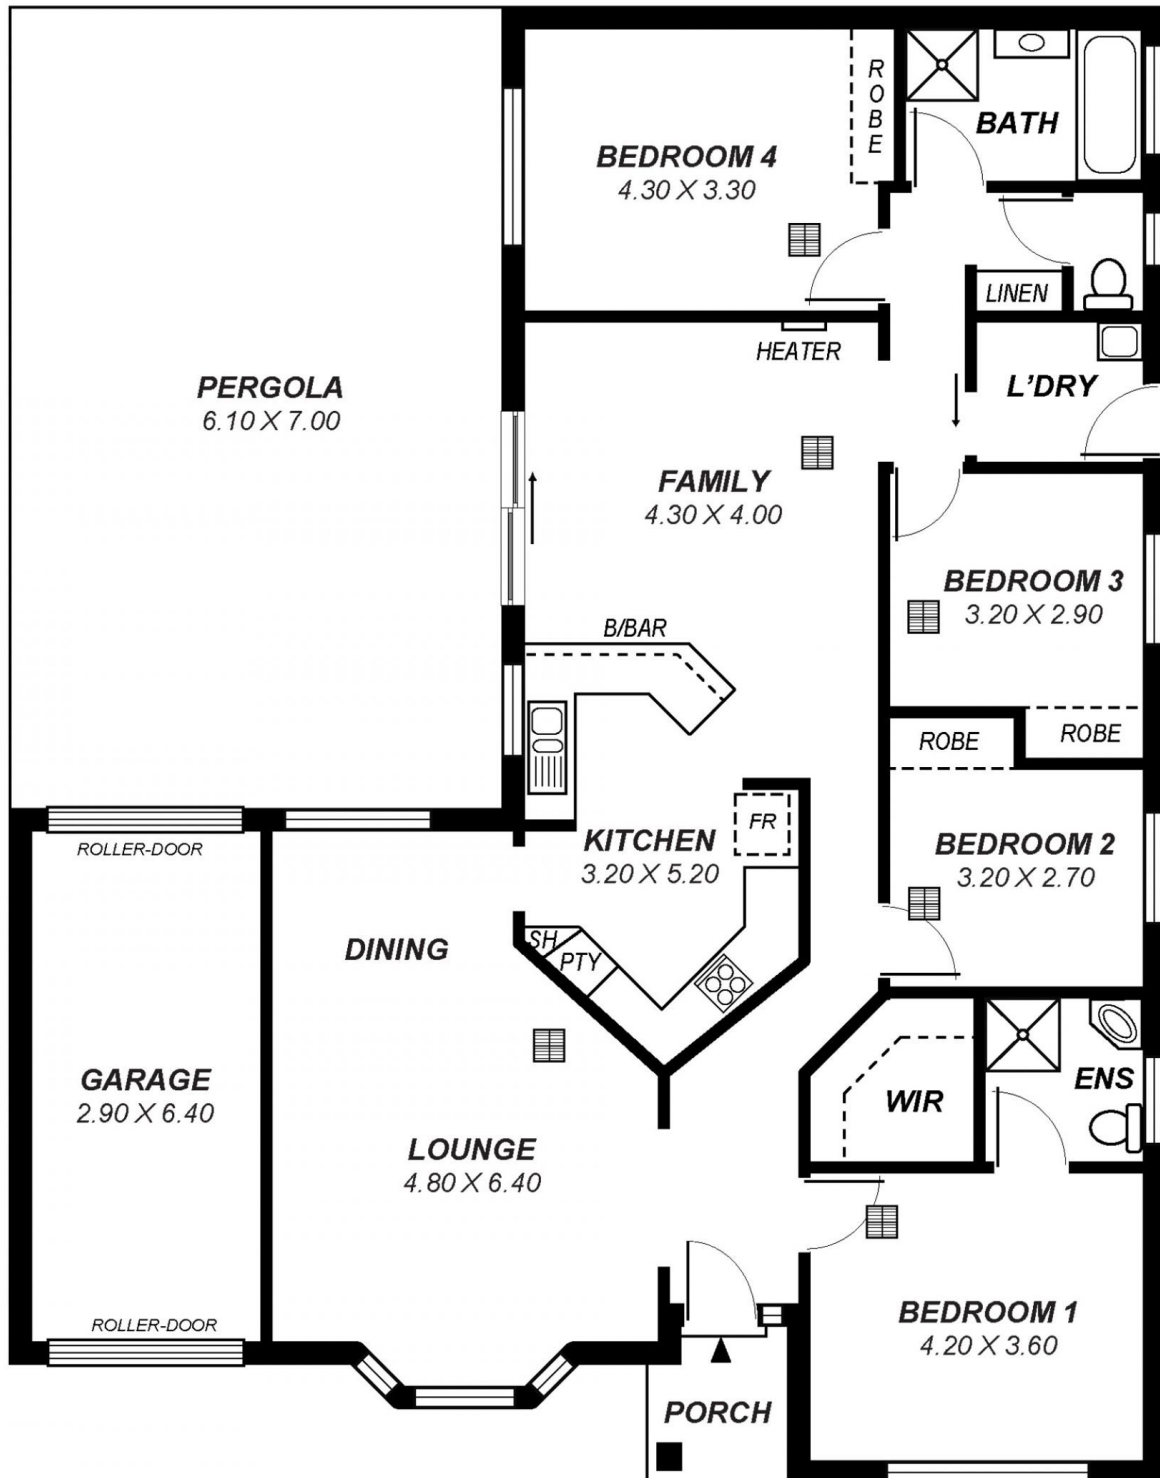 BEDROOM 4
4.30 X 3.30
ROBE
BATH
LINEN
HEATER
L'DRY
PERGOLA
6.10 X 7.00
FAMILY
4.30 X 4.00
BEDROOM 3
3.20 X 2.90
B/BAR
ROBE
ROBE
FR
KITCHEN
3.20 X 5.20
BEDROOM 2
3.20 X 2.70
ROLLER-DOOR
SH
PTY
DINING
GARAGE
2.90 X 6.40
ENS
WIR
LOUNGE
4.80 X 6.40
BEDROOM 1
4.20 X 3.60
ROLLER-DOOR
PORCH